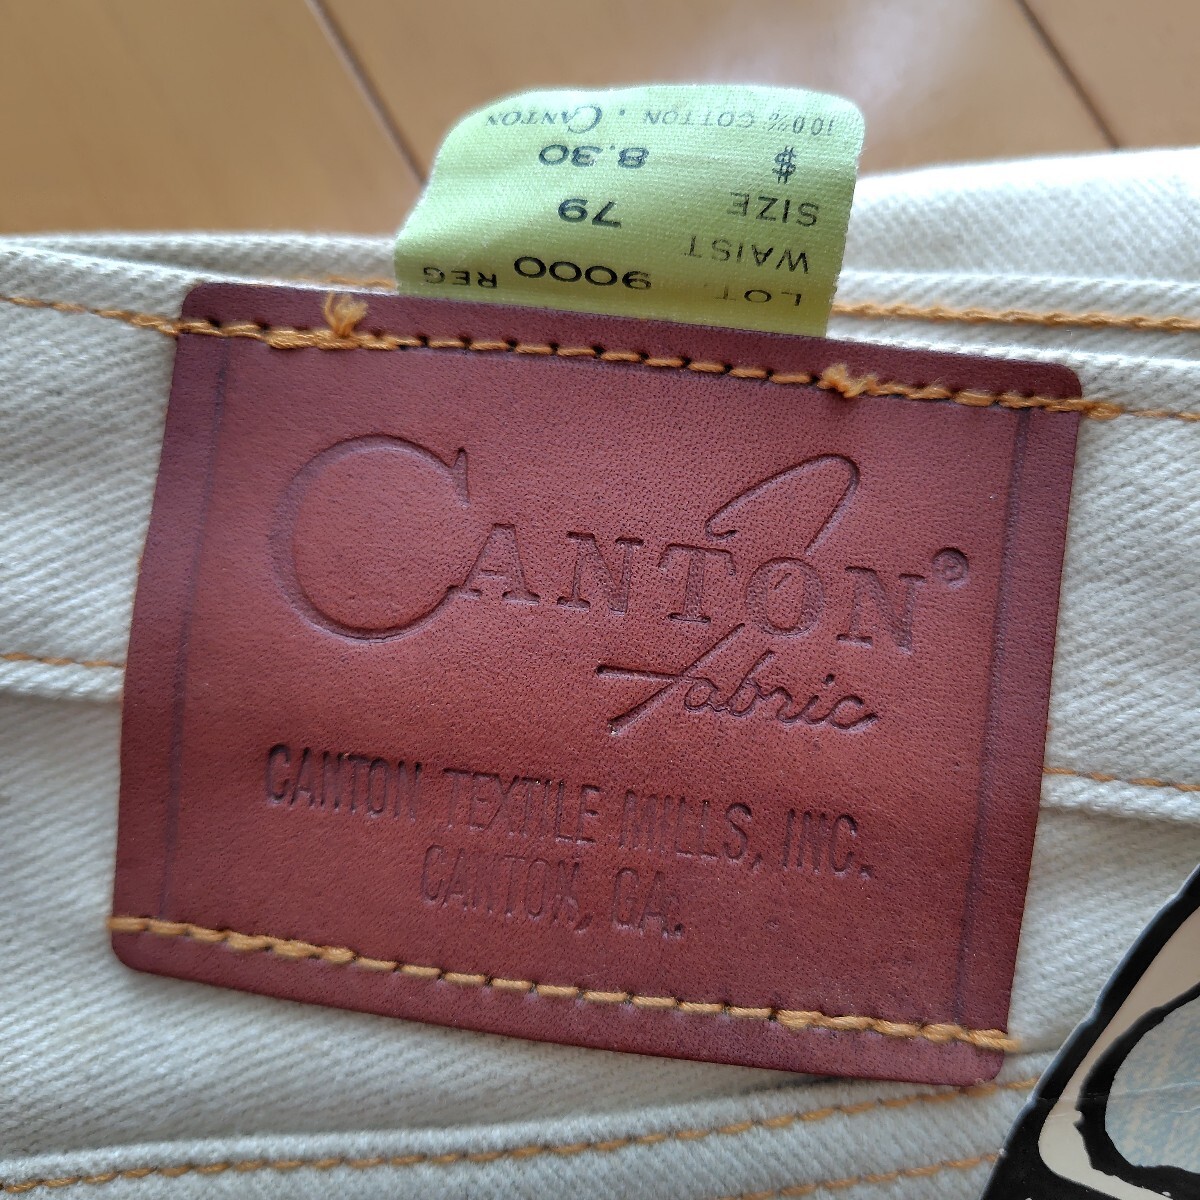 LOT. 9000 REG
WAIST
SIZE 79
$ 8.30
100% COTTON · CANTON
CANTON®
Fabric
CANTON TEXTILE MILLS, INC.
CANTON, GA.